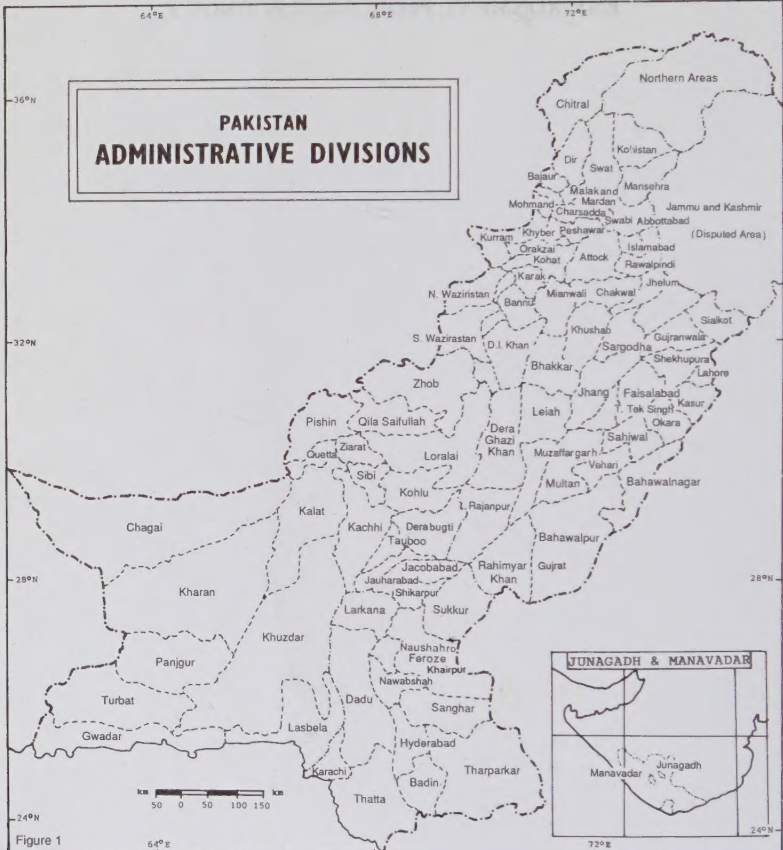 64°E 68°E 72°E
36°N
PAKISTAN
ADMINISTRATIVE DIVISIONS
Northern Areas
Chitral
Kohistan
Dir
Swat
Bajaur
Mansehra
Malakand
Mardan
Mohmand
Charsadda
Jammu and Kashmir
Swabi
Abbottabad
Khyber
Peshawar
(Disputed Area)
Kurram
Orakzai
Islamabad
Kohat
Attock
Rawalpindi
Karak
Jhelum
N. Waziristan
Mianwali
Chakwal
Bannu
Sialkot
32°N
S. Wazirastan
D.I. Khan
Khushab
Gujranwala
Sargodha
Shekhupura
Bhakkar
Lahore
Zhob
Jhang
Faisalabad
Kasur
Leiah
Tek Singh
Pishin
Qila Saifullah
Okara
Dera
Ghazi
Khan
Sahiwal
Ziarat
Quetta
Loralai
Muzaffargarh
Vehari
Sibi
Multan
Bahawalnagar
Kohlu
Rajanpur
Kalat
Chagai
Kachhi
Derabugti
Tauboo
Bahawalpur
Jacobabad
Rahimyar
Khan
Gujrat
28°N 28°N
Jauharabad
Kharan
Shikarpur
Larkana
Sukkur
Khuzdar
Naushahro
Feroze
Khairpur
JUNAGADH & MANAVADAR
Panjgur
Nawabshah
Turbat
Dadu
Sanghar
Lasbela
Gwadar
Hyderabad
Junagadh
Manavadar
Karachi
Badin
Tharparkar
km km
50 0 50 100 150
Thatta
24°N 24°N
Figure 1
64°E 72°E